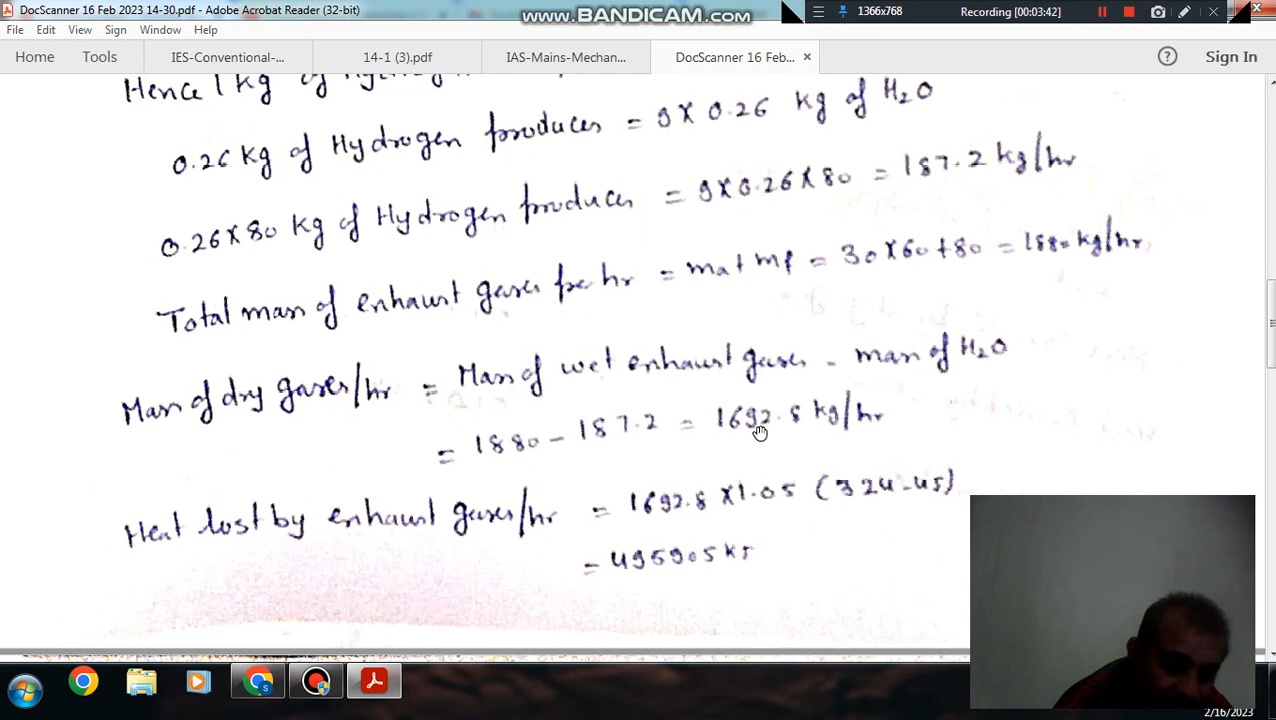 DocScanner 16 Feb 2023 14-30.pdf - Adobe Acrobat Reader (32-bit)
www.BANDICAM.com
1366x768
Recording [00:03:42]
File Edit View Sign Window Help
Home Tools IES-Conventional-... 14-1 (3).pdf IAS-Mains-Mechan... DocScanner 16 Feb... × Sign In
Hence 1 kg of
0.26 kg of Hydrogen produces = 9 X 0.26 kg of H2O
0.26 X 80 kg of Hydrogen produces = 9 X 0.26 X 80 = 187.2 kg/hr
Total mass of exhaust gases per hr = ma + mf = 30 X 60 + 80 = 1880 kg/hr
Mass of dry gases/hr = Mass of wet exhaust gases - mass of H2O
= 1880 - 187.2 = 1692.8 kg/hr
Heat lost by exhaust gases/hr = 1692.8 X 1.05 (324-45)
= 495905 kJ
2/16/2023